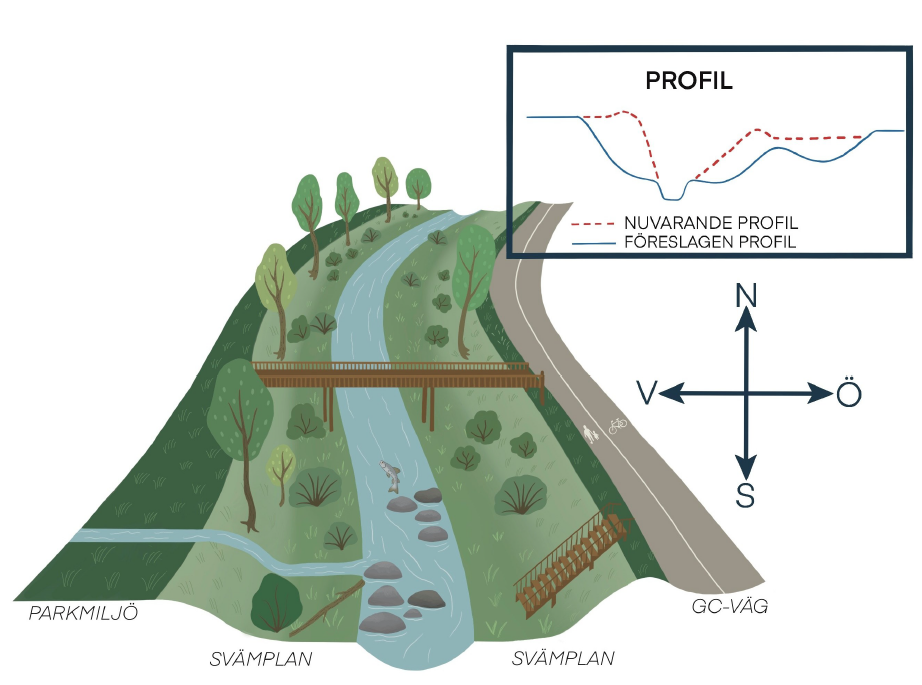 PROFIL
NUVARANDE PROFIL
FÖRESLAGEN PROFIL
N
V
Ö
S
PARKMILJÖ
GC-VÄG
SVÄMPLAN
SVÄMPLAN